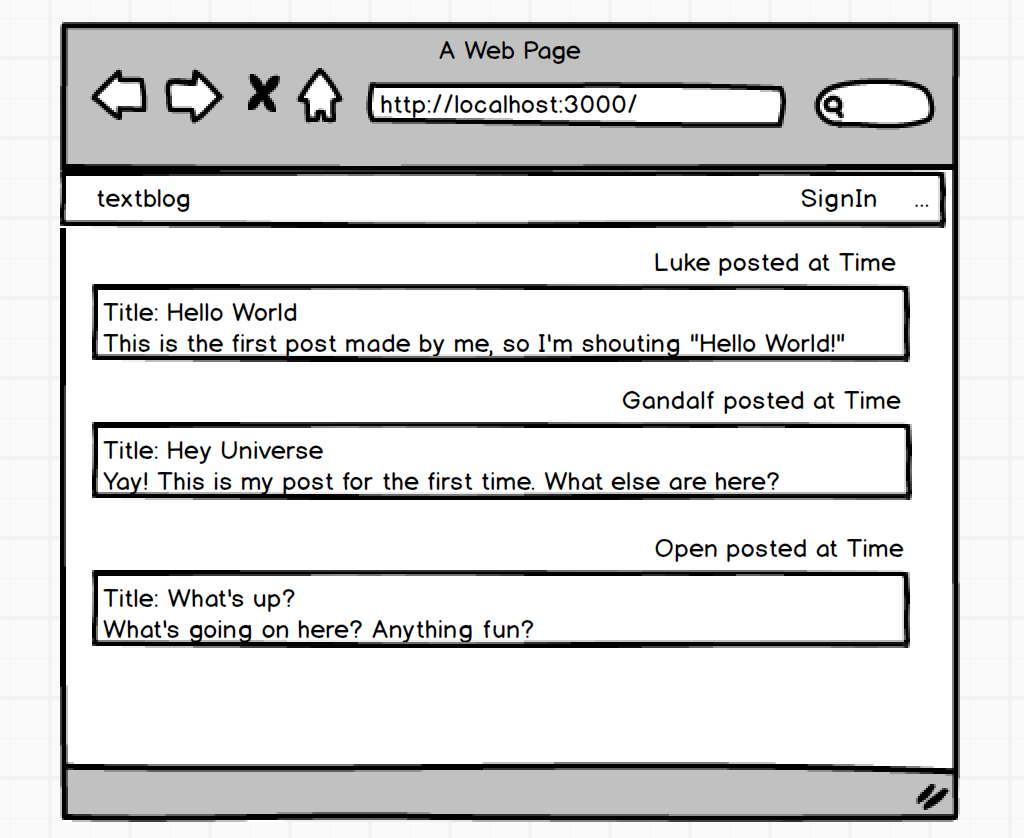 A Web Page
http://localhost:3000/
textblog SignIn ...
Luke posted at Time
Title: Hello World
This is the first post made by me, so I'm shouting "Hello World!"
Gandalf posted at Time
Title: Hey Universe
Yay! This is my post for the first time. What else are here?
Open posted at Time
Title: What's up?
What's going on here? Anything fun?